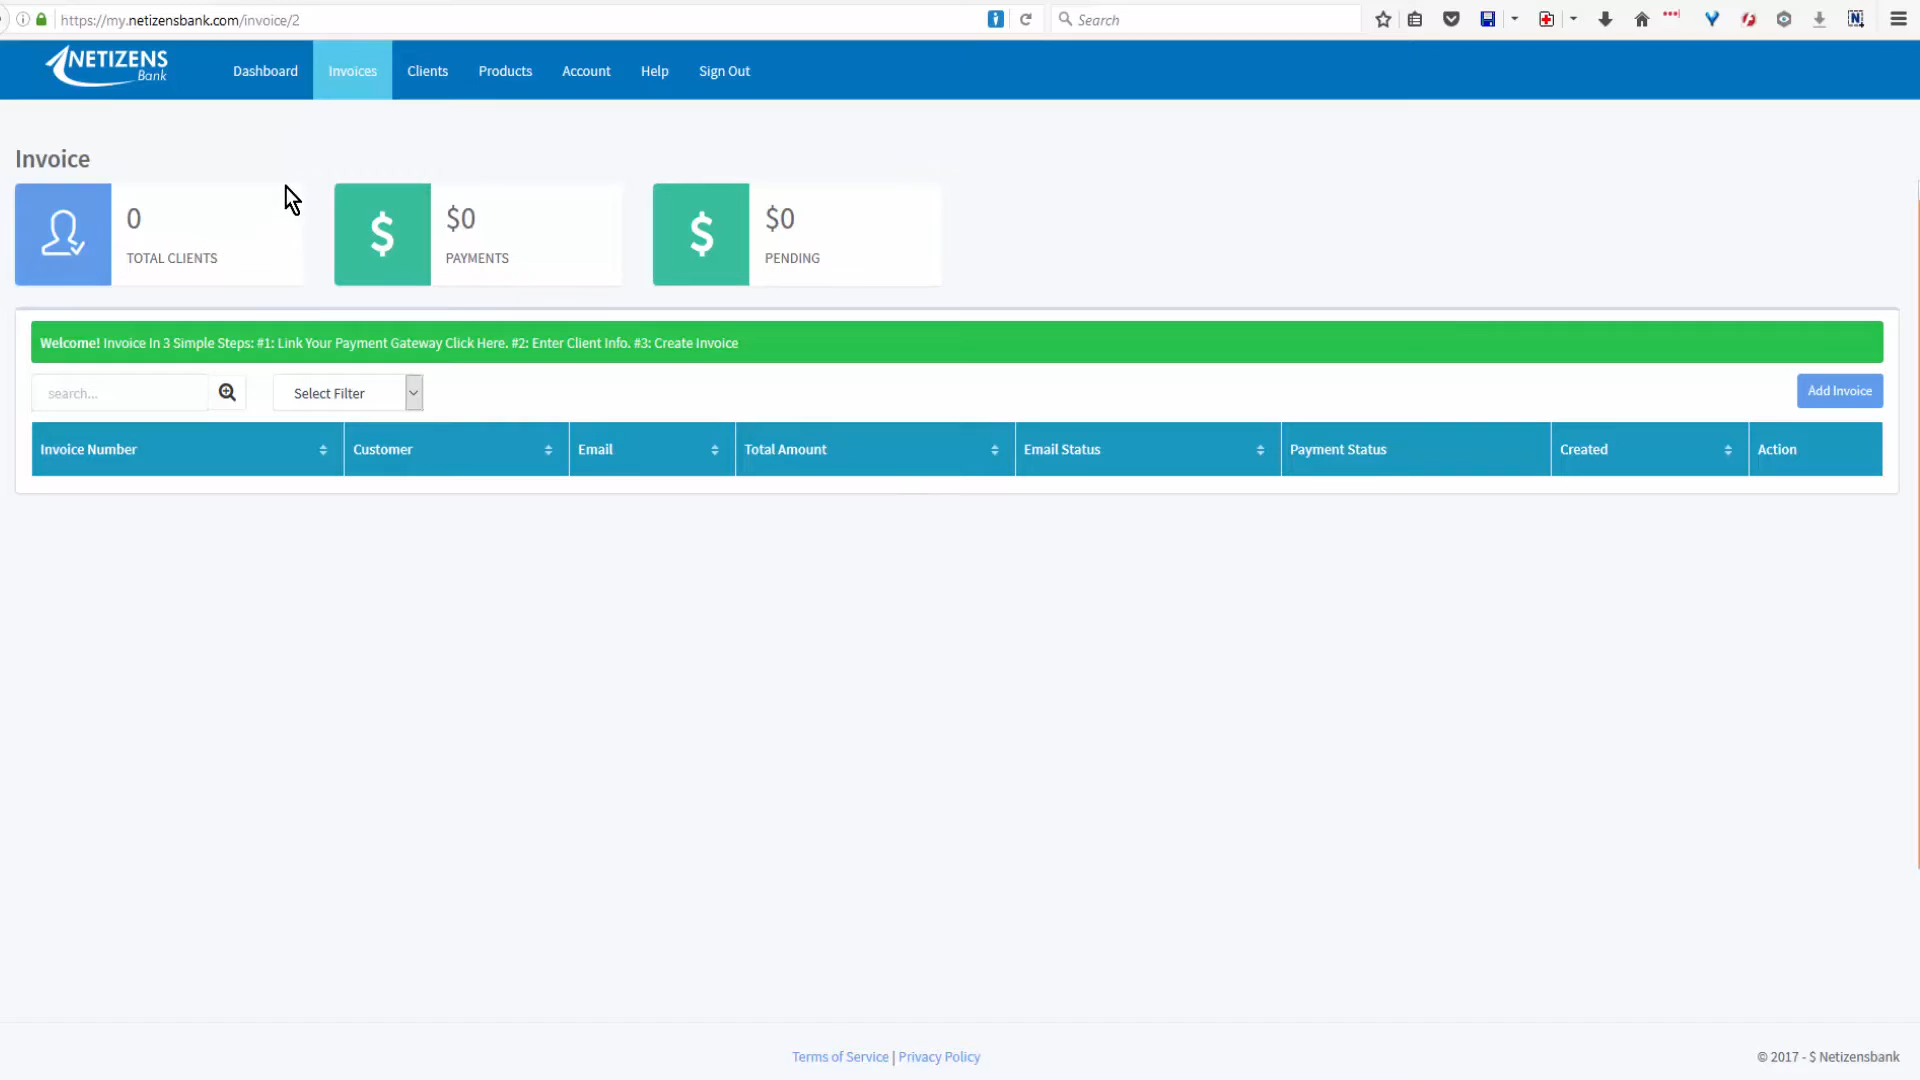 https://my.netizensbank.com/invoice/2
Search
NETIZENS
Bank
Dashboard
Invoices
Clients
Products
Account
Help
Sign Out
Invoice
0
TOTAL CLIENTS
$
$0
PAYMENTS
$
$0
PENDING
Welcome! Invoice In 3 Simple Steps: #1: Link Your Payment Gateway Click Here. #2: Enter Client Info. #3: Create Invoice
search...
Select Filter
Add Invoice
Invoice Number
Customer
Email
Total Amount
Email Status
Payment Status
Created
Action
Terms of Service | Privacy Policy
© 2017 - $ Netizensbank